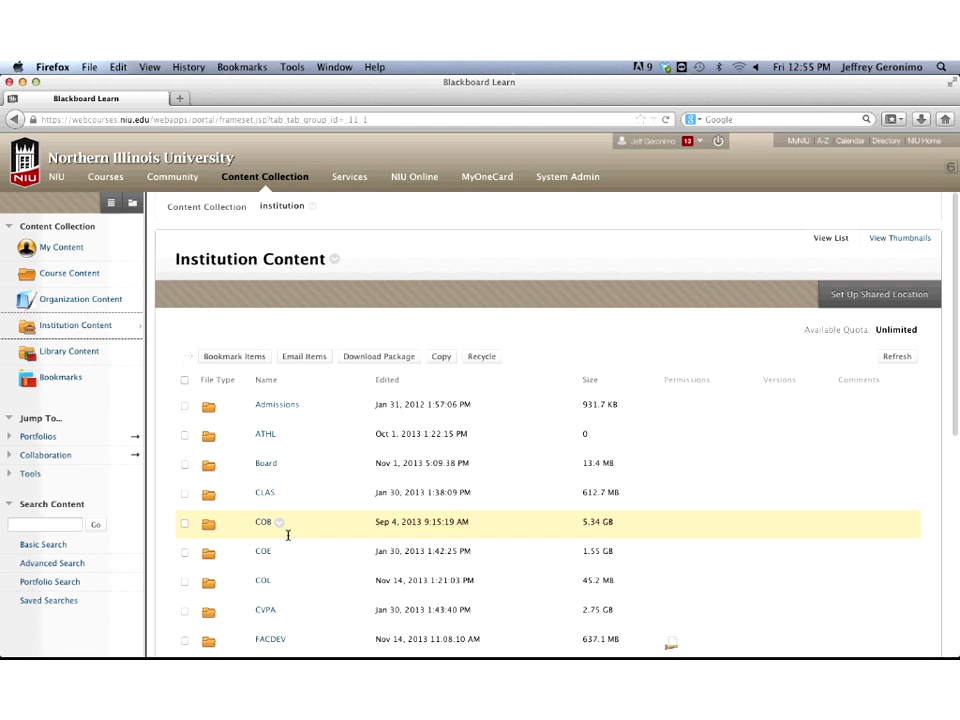 Firefox File Edit View History Bookmarks Tools Window Help 9 Fri 12:55 PM Jeffrey Geronimo
Blackboard Learn
Blackboard Learn +
https://webcourses.niu.edu/webapps/portal/frameset.jsp?tab_tab_group_id=_11_1 Google
Jeff Geronimo 13 MyNIU A-Z Calendar Directory NIU Home
Northern Illinois University
NIU
NIU Courses Community Content Collection Services NIU Online MyOneCard System Admin
Content Collection institution
Content Collection
My Content
Course Content
Organization Content
Institution Content
Library Content
Bookmarks
Jump To...
Portfolios
Collaboration
Tools
Search Content
Go
Basic Search
Advanced Search
Portfolio Search
Saved Searches
View List View Thumbnails
Institution Content
Set Up Shared Location
Available Quota: Unlimited
Bookmark Items Email Items Download Package Copy Recycle Refresh
File Type Name Edited Size Permissions Versions Comments
Admissions Jan 31, 2012 1:57:06 PM 931.7 KB
ATHL Oct 1, 2013 1:22:15 PM 0
Board Nov 1, 2013 5:09:38 PM 13.4 MB
CLAS Jan 30, 2013 1:38:09 PM 612.7 MB
COB Sep 4, 2013 9:15:19 AM 5.34 GB
COE Jan 30, 2013 1:42:25 PM 1.55 GB
COL Nov 14, 2013 1:21:03 PM 45.2 MB
CVPA Jan 30, 2013 1:43:40 PM 2.75 GB
FACDEV Nov 14, 2013 11:08:10 AM 637.1 MB